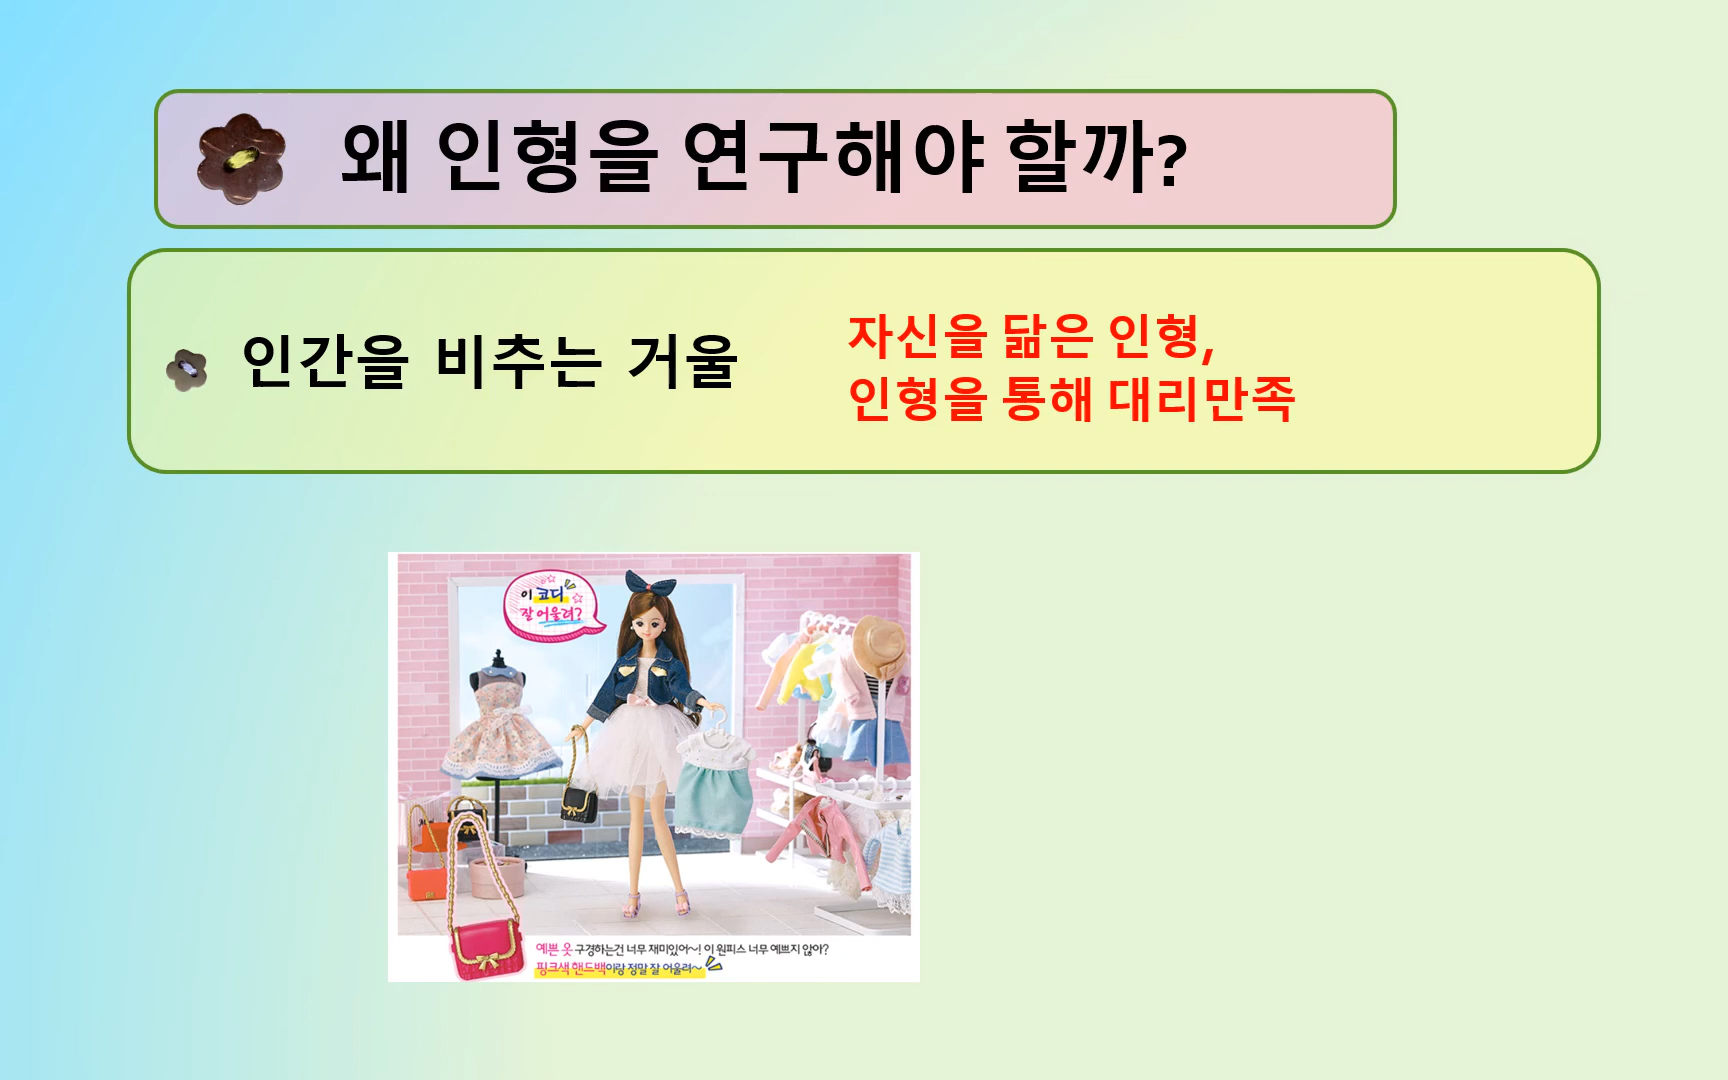 왜 인형을 연구해야 할까?
인간을 비추는 거울
자신을 닮은 인형,
인형을 통해 대리만족
이 코디
잘 어울려?
예쁜 옷 구경하는건 너무 재미있어~! 이 원피스 너무 예쁘지 않아?
핑크색 핸드백이랑 정말 잘 어울려~